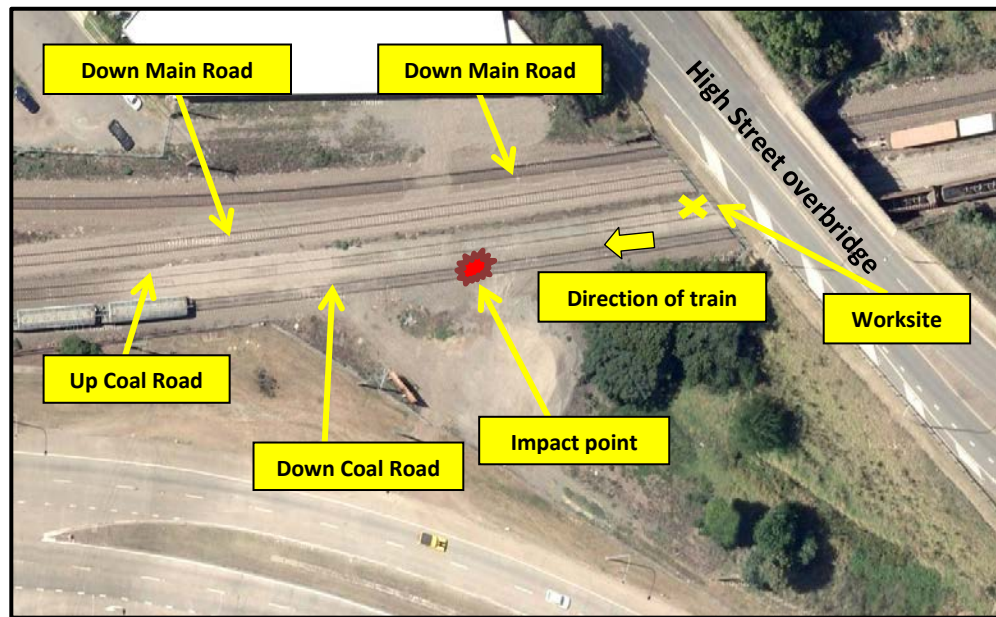 Down Main Road
Down Main Road
High Street overbridge
Direction of train
Worksite
Up Coal Road
Impact point
Down Coal Road